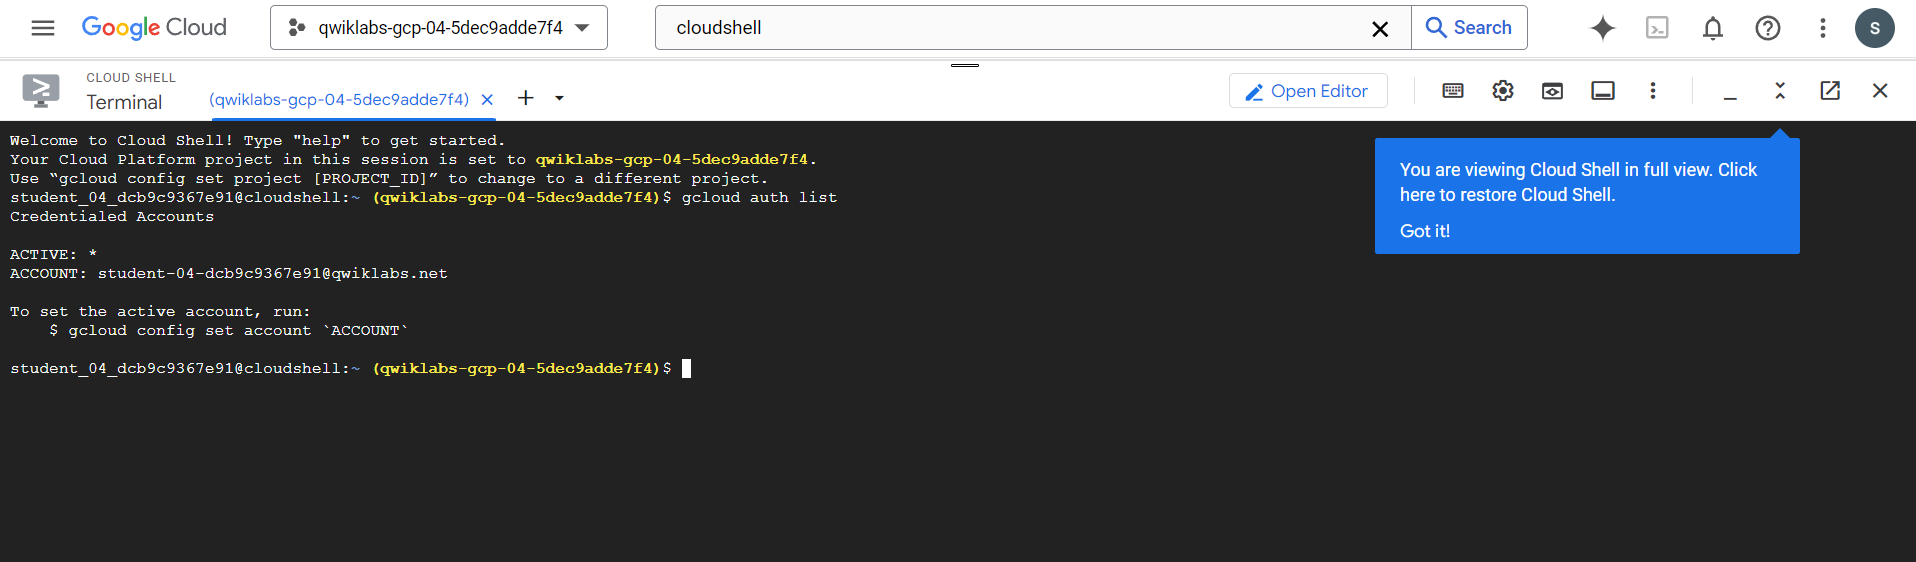 Google Cloud
qwiklabs-gcp-04-5dec9adde7f4
cloudshell
Search
S
CLOUD SHELL
Terminal
(qwiklabs-gcp-04-5dec9adde7f4)
Open Editor
Welcome to Cloud Shell! Type "help" to get started.
Your Cloud Platform project in this session is set to qwiklabs-gcp-04-5dec9adde7f4.
Use “gcloud config set project [PROJECT_ID]” to change to a different project.
student_04_dcb9c9367e91@cloudshell:~ (qwiklabs-gcp-04-5dec9adde7f4)$ gcloud auth list
Credentialed Accounts
ACTIVE: *
ACCOUNT: student-04-dcb9c9367e91@qwiklabs.net
To set the active account, run:
$ gcloud config set account `ACCOUNT`
student_04_dcb9c9367e91@cloudshell:~ (qwiklabs-gcp-04-5dec9adde7f4)$
You are viewing Cloud Shell in full view. Click
here to restore Cloud Shell.
Got it!